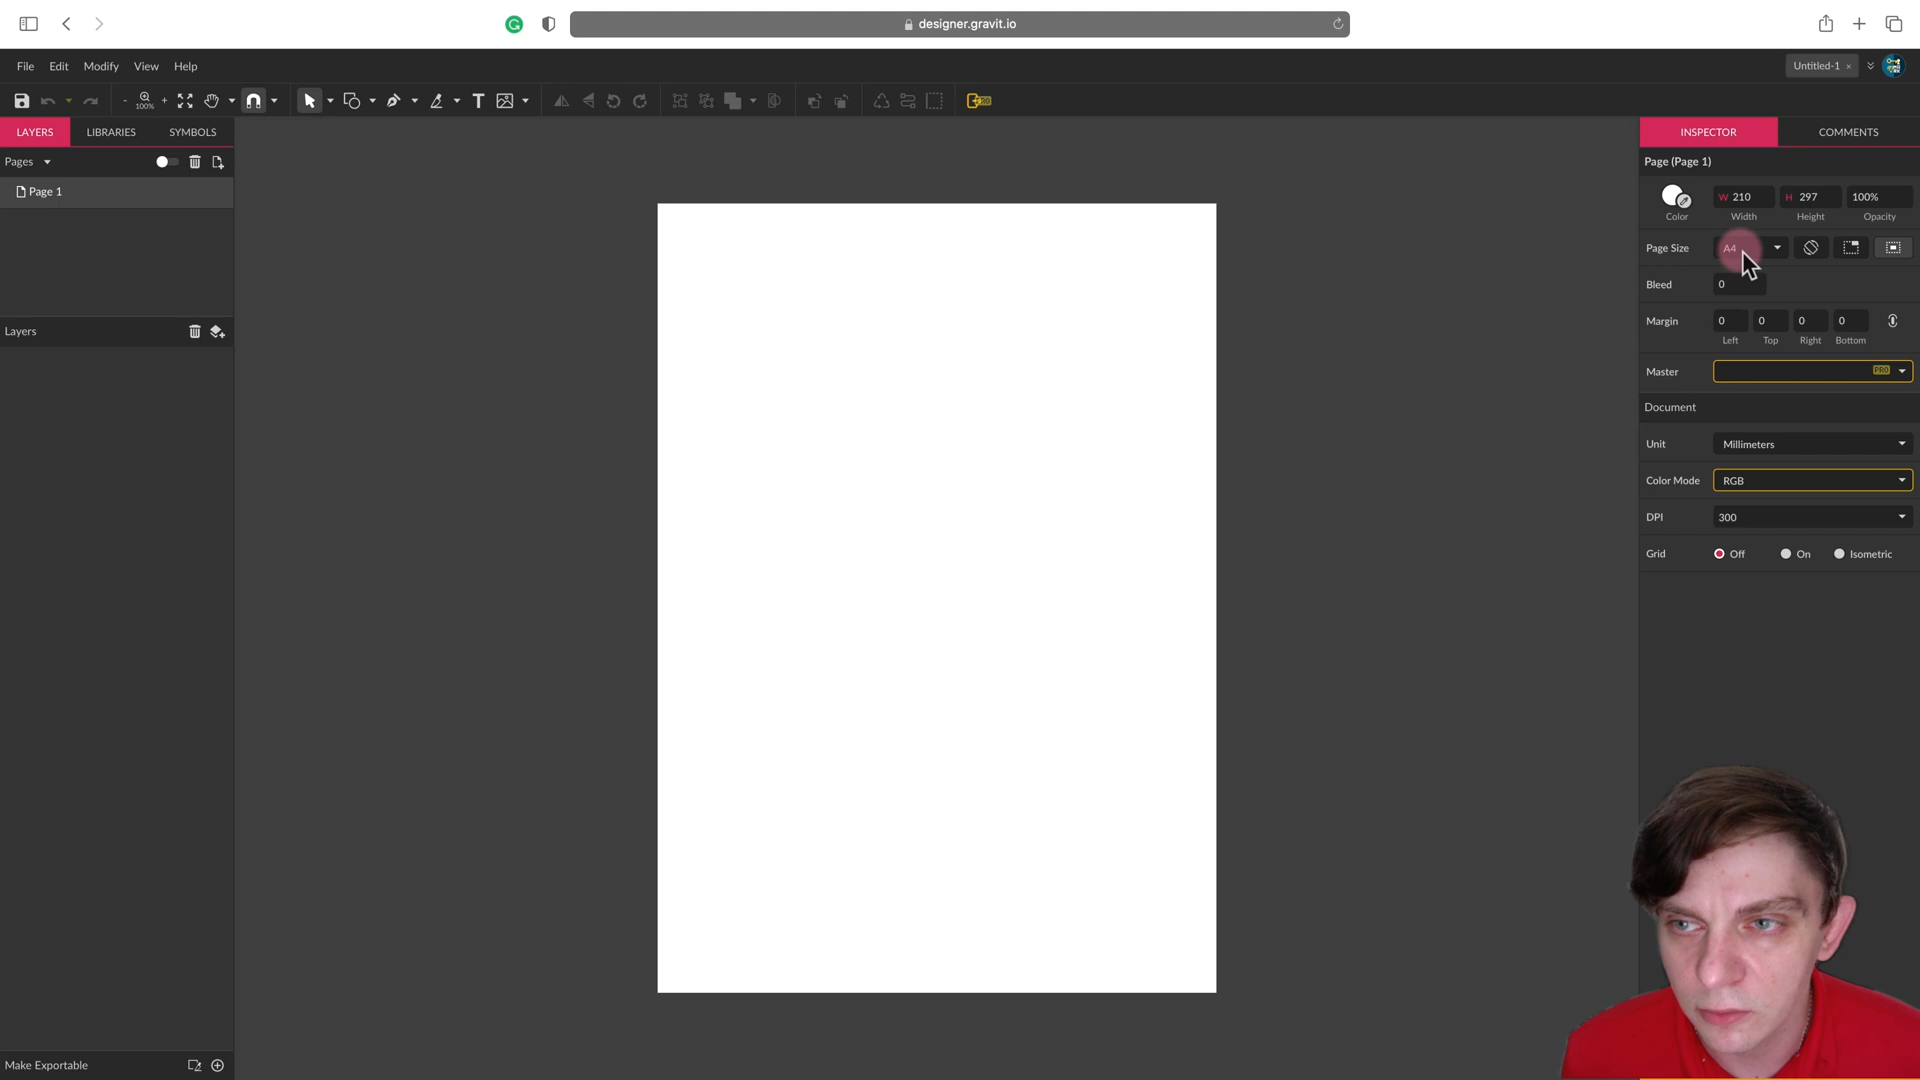 designer.gravit.io
File Edit Modify View Help
Untitled-1 ×
- 100% +
T
PRO
LAYERS LIBRARIES SYMBOLS
INSPECTOR COMMENTS
Pages
Page (Page 1)
Page 1
W 210 H 297 100%
Color Width Height Opacity
Page Size A4
Bleed 0
Margin 0 0 0 0
Left Top Right Bottom
Layers
Master PRO
Document
Unit Millimeters
Color Mode RGB
DPI 300
Grid Off On Isometric
Make Exportable